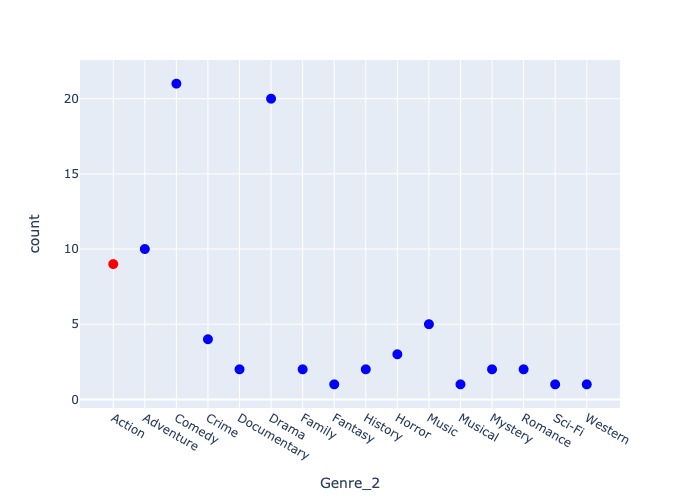 20
15
10
5
0
count
Action
Adventure
Comedy
Crime
Documentary
Drama
Family
Fantasy
History
Horror
Music
Musical
Mystery
Romance
Sci-Fi
Western
Genre_2